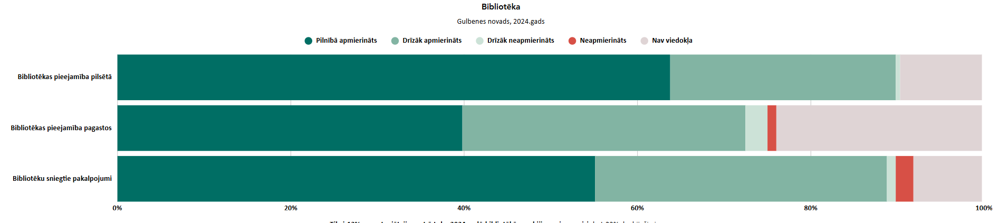 Bibliotēka
Gulbenes novads, 2024.gads
Pilnībā apmierināts Drīzāk apmierināts Drīzāk neapmierināts Neapmierināts Nav viedokļa
Bibliotēkas pieejamība pilsētā
Bibliotēkas pieejamība pagastos
Bibliotēku sniegtie pakalpojumi
0% 20% 40% 60% 80% 100%